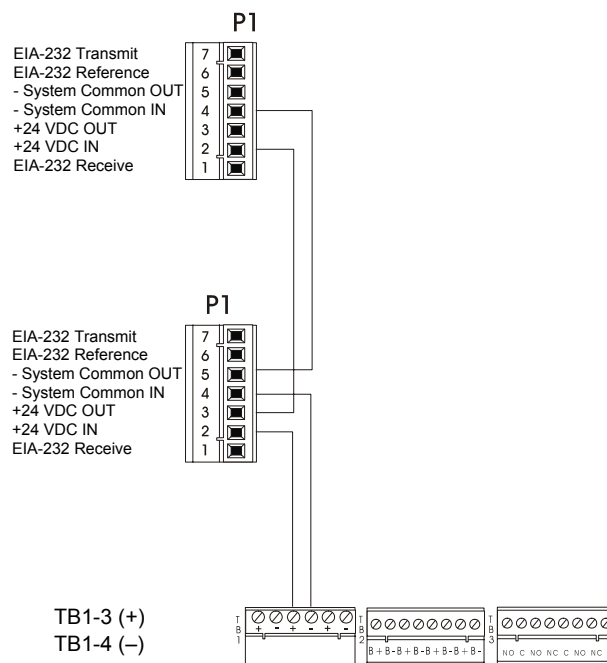 P1
EIA-232 Transmit 7
EIA-232 Reference 6
- System Common OUT 5
- System Common IN 4
+24 VDC OUT 3
+24 VDC IN 2
EIA-232 Receive 1
P1
EIA-232 Transmit 7
EIA-232 Reference 6
- System Common OUT 5
- System Common IN 4
+24 VDC OUT 3
+24 VDC IN 2
EIA-232 Receive 1
TB1-3 (+)
TB1-4 (–)
TB1
+ - + - + -
TB2
B+ B- B+ B- B+ B- B+ B-
TB3
NO C NO NC C NO NC